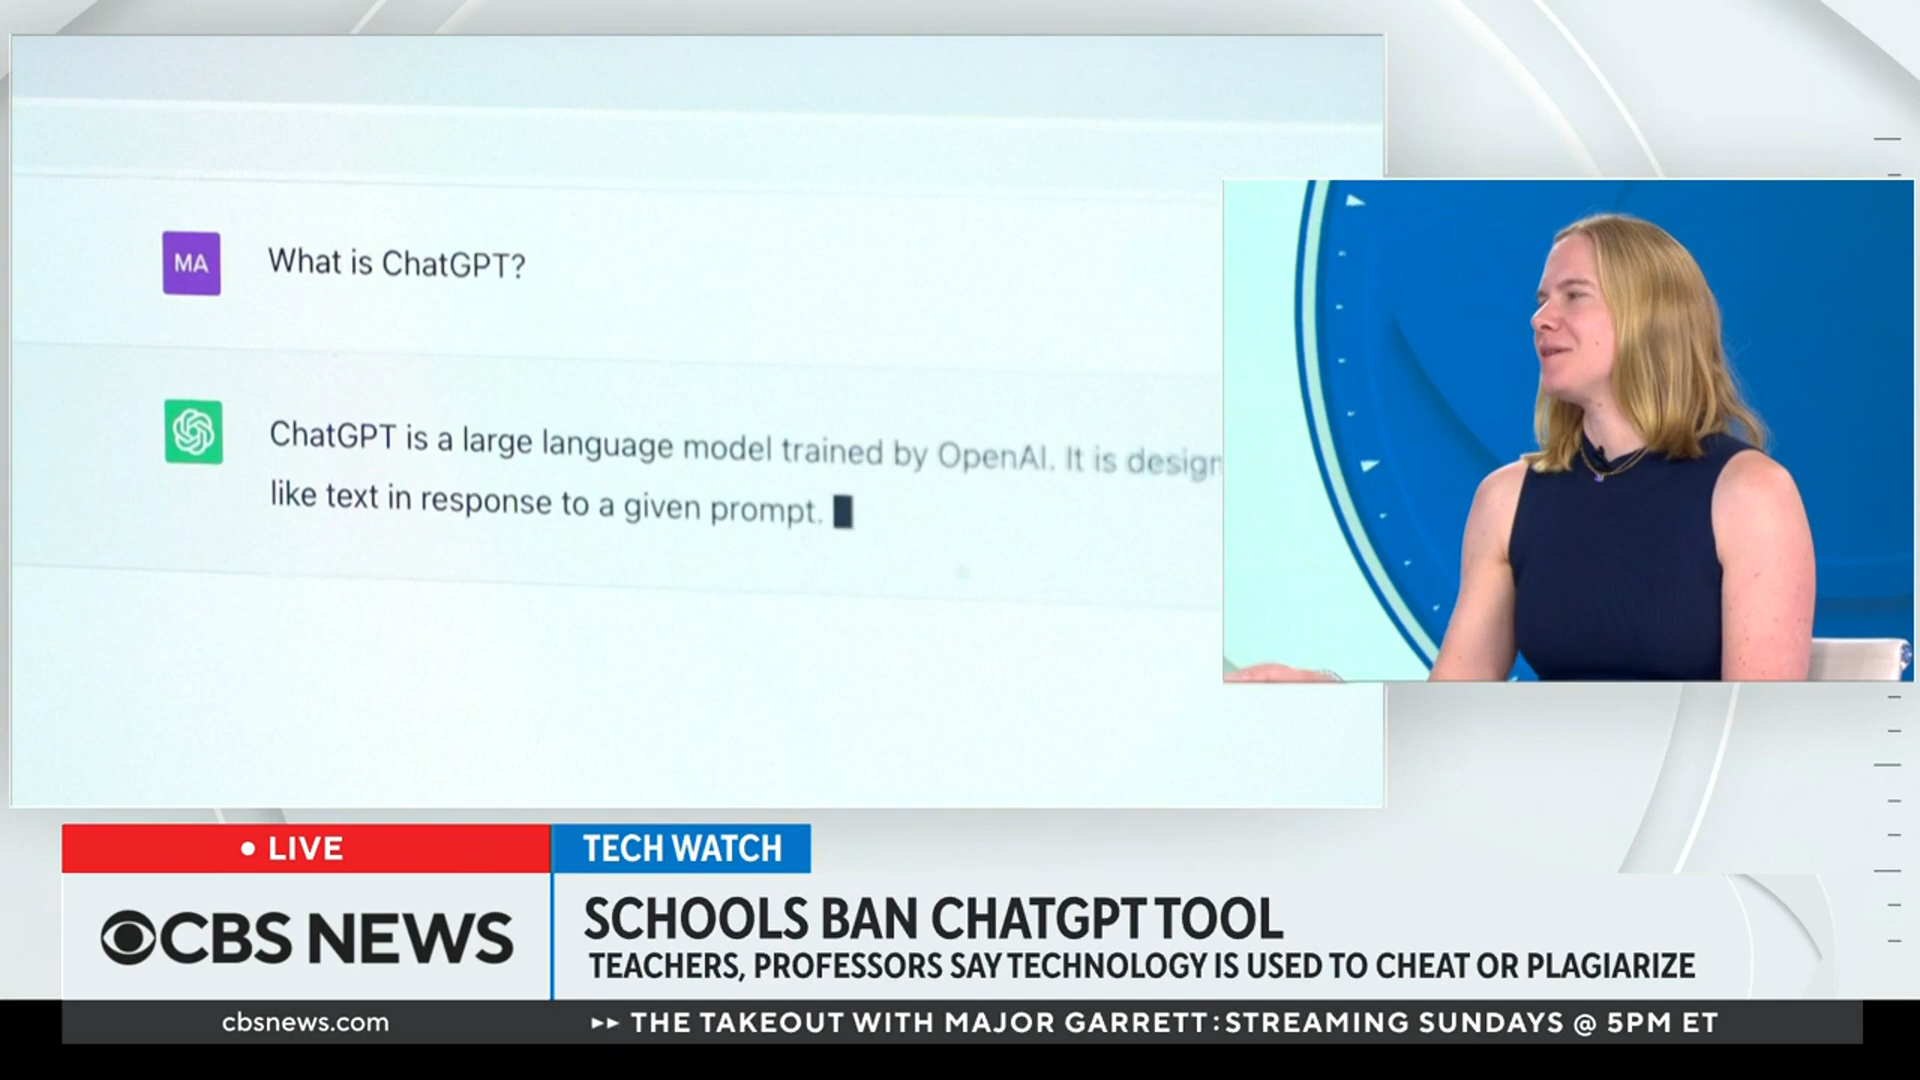 MA
What is ChatGPT?
ChatGPT is a large language model trained by OpenAI. It is design
like text in response to a given prompt.
• LIVE
TECH WATCH
CBS NEWS
SCHOOLS BAN CHATGPT TOOL
TEACHERS, PROFESSORS SAY TECHNOLOGY IS USED TO CHEAT OR PLAGIARIZE
cbsnews.com
THE TAKEOUT WITH MAJOR GARRETT: STREAMING SUNDAYS @ 5PM ET